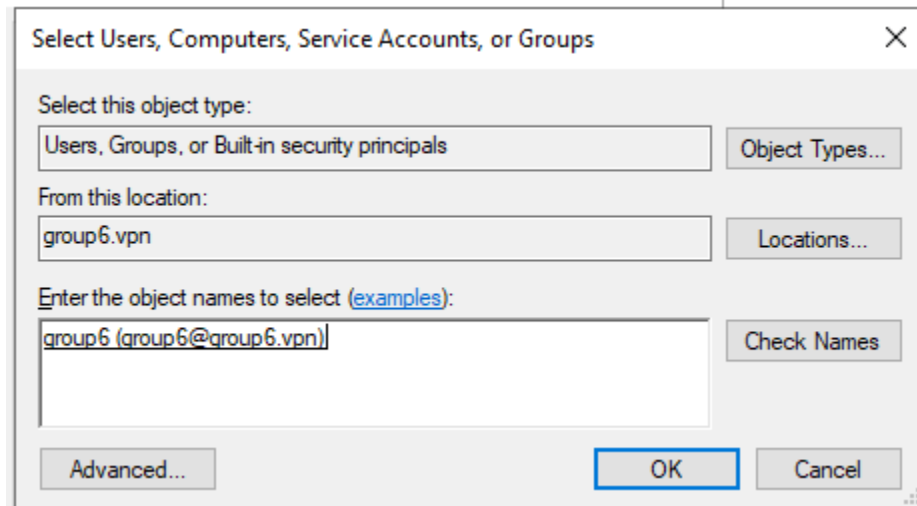 Select Users, Computers, Service Accounts, or Groups
Select this object type:
Users, Groups, or Built-in security principals
Object Types...
From this location:
group6.vpn
Locations...
Enter the object names to select (examples):
group6 (group6@group6.vpn)
Check Names
Advanced...
OK
Cancel